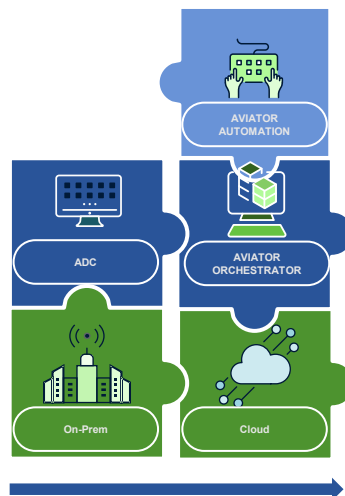 AVIATOR
AUTOMATION
ADC
AVIATOR
ORCHESTRATOR
On-Prem
Cloud